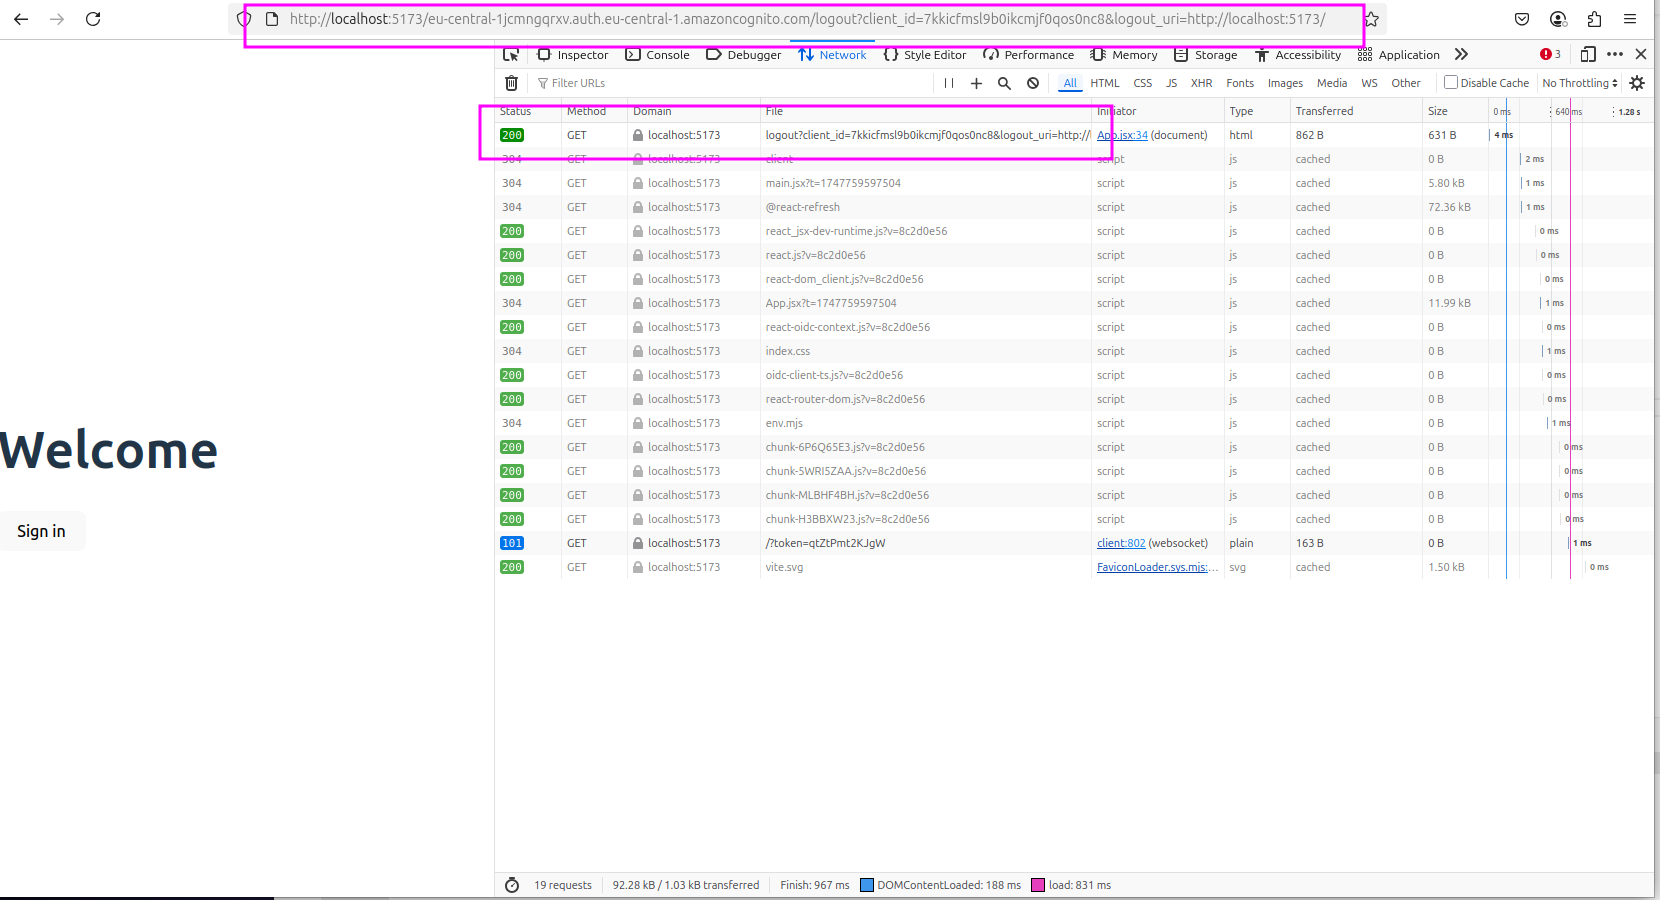 http://localhost:5173/eu-central-1jcmngqrxv.auth.eu-central-1.amazoncognito.com/logout?client_id=7kkicfmsl9b0ikcmjf0qos0nc8&logout_uri=http://localhost:5173/
Inspector Console Debugger Network Style Editor Performance Memory Storage Accessibility Application 3
Filter URLs All HTML CSS JS XHR Fonts Images Media WS Other Disable Cache No Throttling
Status Method Domain File Initiator Type Transferred Size 0 ms 640 ms 1.28 s
200 GET localhost:5173 logout?client_id=7kkicfmsl9b0ikcmjf0qos0nc8&logout_uri=http:// App.jsx:34 (document) html 862 B 631 B 4 ms
304 GET localhost:5173 client script js cached 0 B 2 ms
304 GET localhost:5173 main.jsx?t=1747759597504 script js cached 5.80 kB 1 ms
304 GET localhost:5173 @react-refresh script js cached 72.36 kB 1 ms
200 GET localhost:5173 react_jsx-dev-runtime.js?v=8c2d0e56 script js cached 0 B 0 ms
200 GET localhost:5173 react.js?v=8c2d0e56 script js cached 0 B 0 ms
200 GET localhost:5173 react-dom_client.js?v=8c2d0e56 script js cached 0 B 0 ms
304 GET localhost:5173 App.jsx?t=1747759597504 script js cached 11.99 kB 1 ms
200 GET localhost:5173 react-oidc-context.js?v=8c2d0e56 script js cached 0 B 0 ms
304 GET localhost:5173 index.css script js cached 0 B 1 ms
200 GET localhost:5173 oidc-client-ts.js?v=8c2d0e56 script js cached 0 B 0 ms
200 GET localhost:5173 react-router-dom.js?v=8c2d0e56 script js cached 0 B 0 ms
304 GET localhost:5173 env.mjs script js cached 0 B 1 ms
200 GET localhost:5173 chunk-6P6Q65E3.js?v=8c2d0e56 script js cached 0 B 0 ms
200 GET localhost:5173 chunk-5WRI5ZAA.js?v=8c2d0e56 script js cached 0 B 0 ms
200 GET localhost:5173 chunk-MLBHF4BH.js?v=8c2d0e56 script js cached 0 B 0 ms
200 GET localhost:5173 chunk-H3BBXW23.js?v=8c2d0e56 script js cached 0 B 0 ms
101 GET localhost:5173 /?token=qtZtPmt2KJgW client:802 (websocket) plain 163 B 0 B 1 ms
200 GET localhost:5173 vite.svg FaviconLoader.sys.mjs:… svg cached 1.50 kB 0 ms
Welcome
Sign in
19 requests 92.28 kB / 1.03 kB transferred Finish: 967 ms DOMContentLoaded: 188 ms load: 831 ms